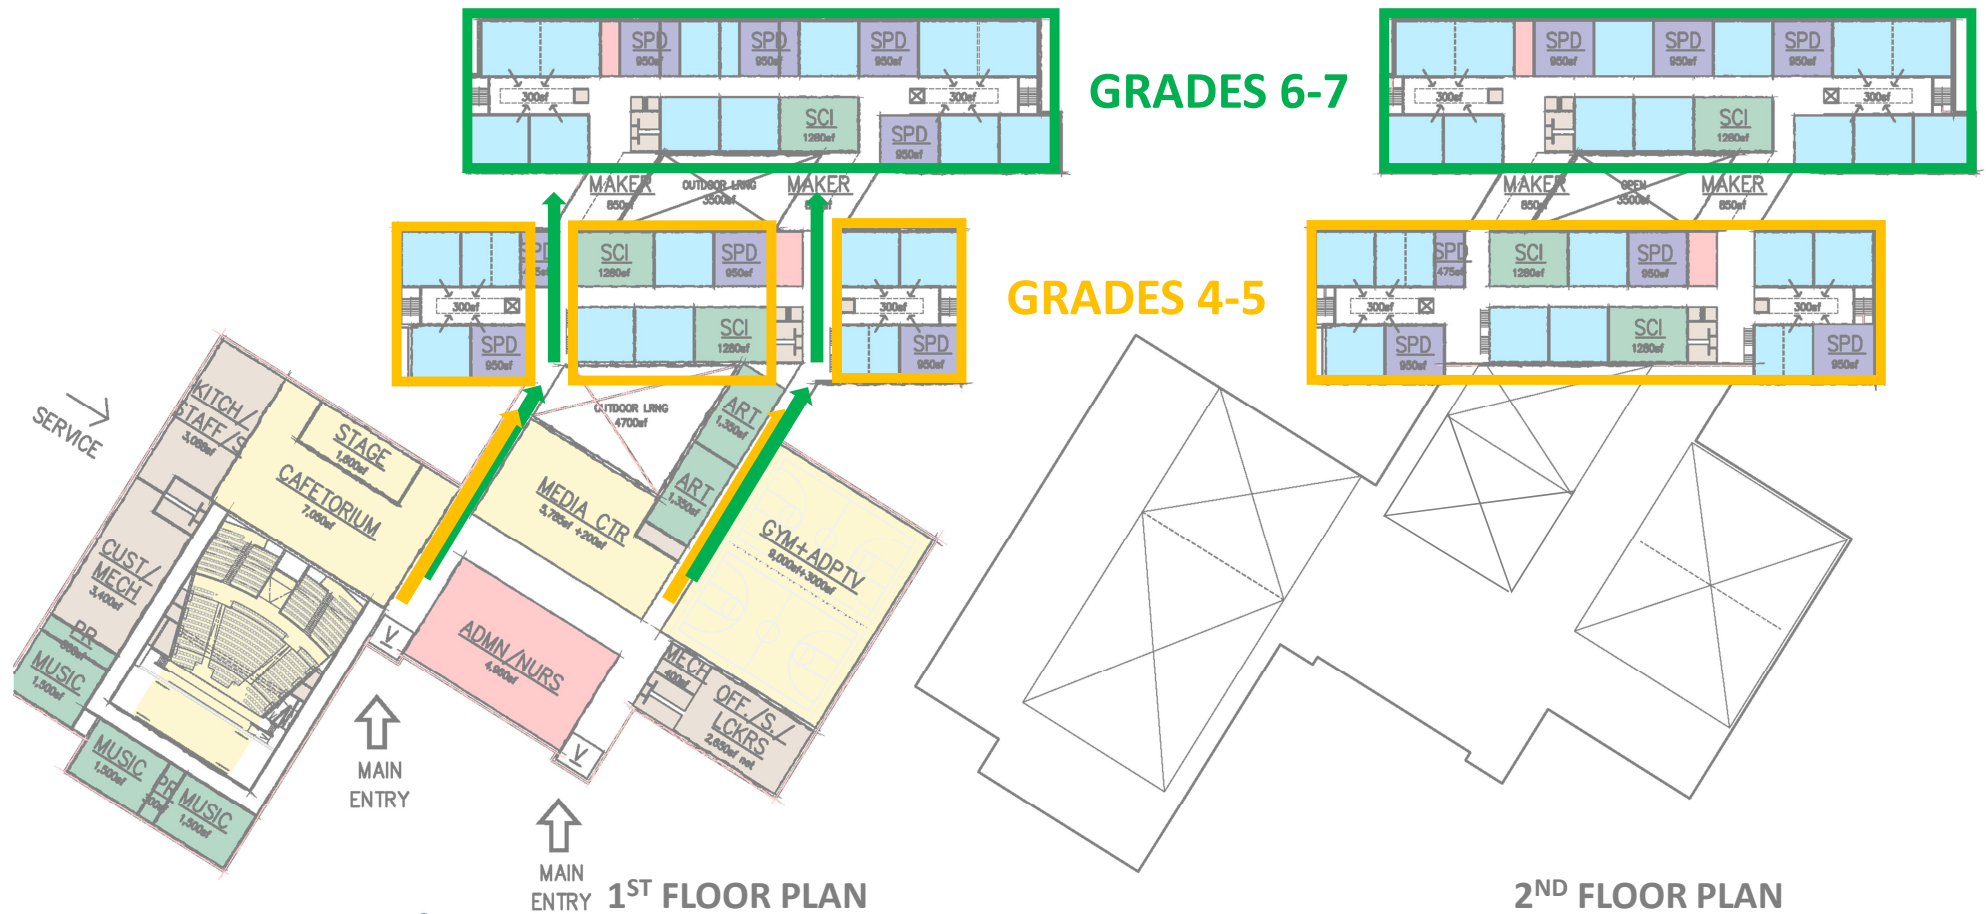 SPD
950sf
SPD
950sf
SPD
950sf
300sf
300sf
SCI
1280sf
SPD
950sf
GRADES 6-7
SPD
950sf
SPD
950sf
SPD
950sf
300sf
300sf
SCI
1280sf
MAKER
850sf
OUTDOOR LRNG
3500sf
MAKER
MAKER
850sf
OPEN
3500sf
MAKER
850sf
SCI
1280sf
SPD
950sf
300sf
300sf
SPD
950sf
SCI
1280sf
SPD
950sf
GRADES 4-5
SPD
475sf
SCI
1280sf
SPD
950sf
300sf
300sf
SPD
950sf
SCI
1280sf
SPD
950sf
SERVICE
KITCH/
STAFF/S
3,088sf
STAGE
1,600sf
CAFETORIUM
7,050sf
OUTDOOR LRNG
4700sf
ART
1,350sf
ART
1,350sf
MEDIA CTR
3,785sf +200sf
GYM+ADPTV
9,000sf+3000sf
CUST/
MECH
3,400sf
PR
MUSIC
1,500sf
MUSIC
1,500sf
PR
300sf
MUSIC
1,500sf
V
ADMN/NURS
4,950sf
V
MECH
400sf
OFF./S./
LCKRS
2,650sf net
MAIN
ENTRY
MAIN
ENTRY
1ST FLOOR PLAN
2ND FLOOR PLAN